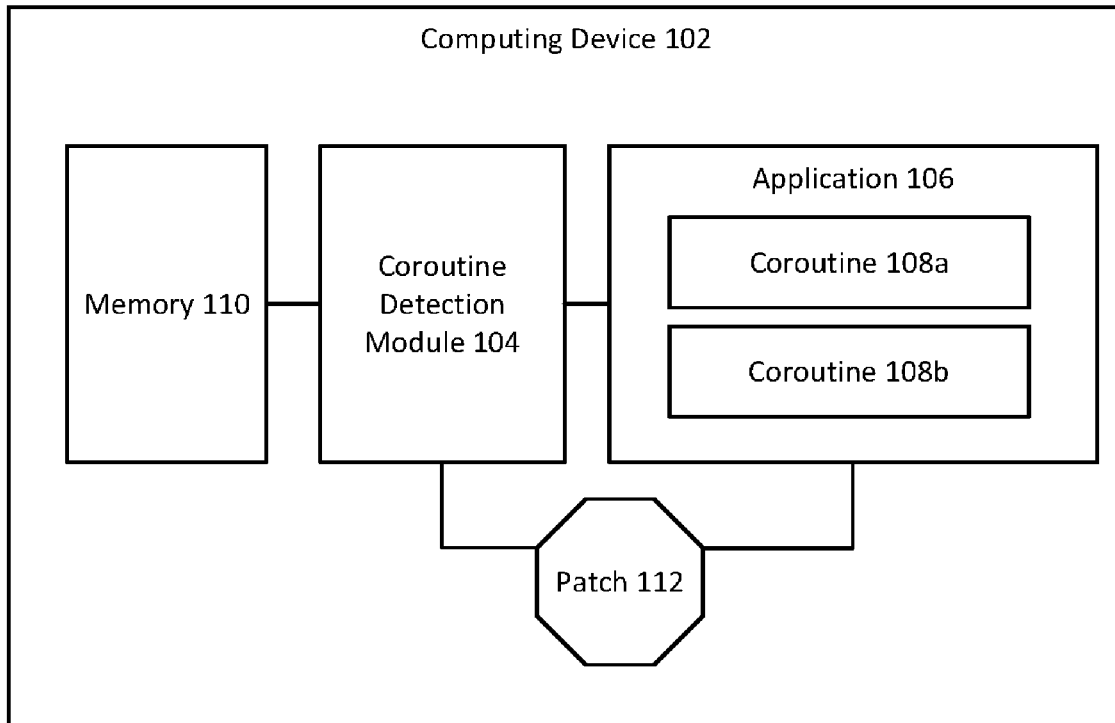 Computing Device 102
Memory 110
Coroutine
Detection
Module 104
Application 106
Coroutine 108a
Coroutine 108b
Patch 112